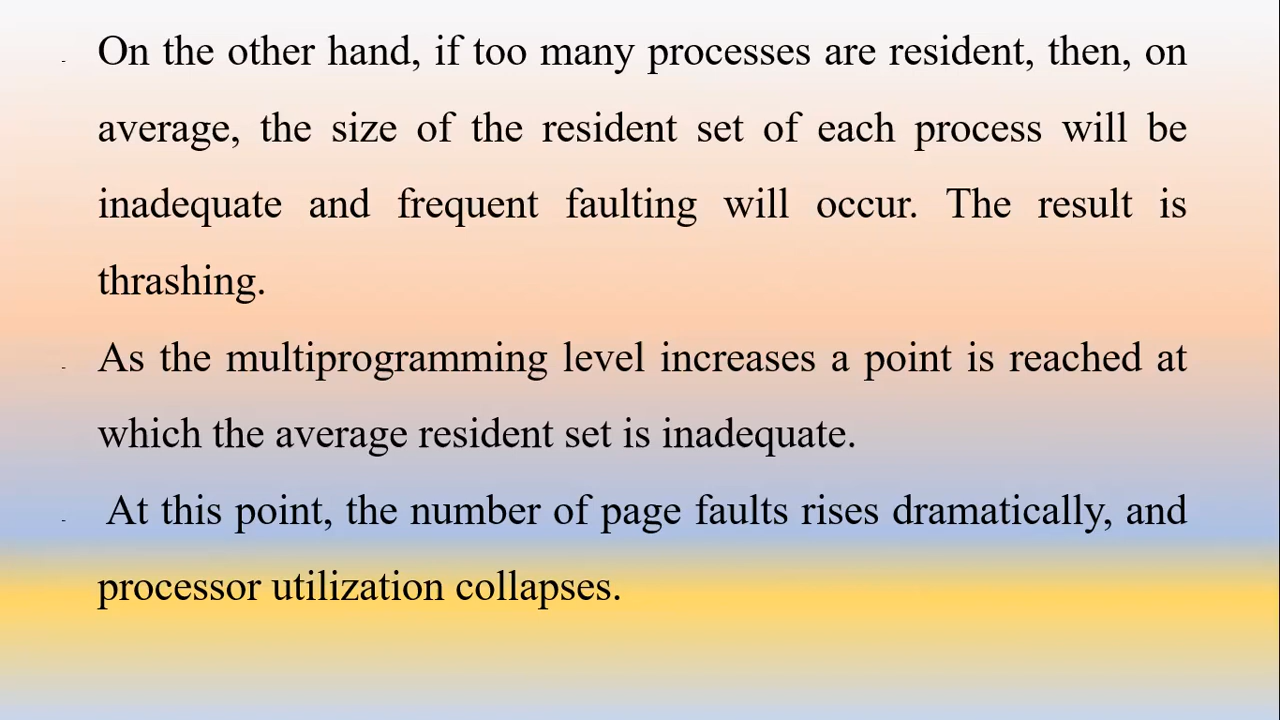 - On the other hand, if too many processes are resident, then, on
average, the size of the resident set of each process will be
inadequate and frequent faulting will occur. The result is
thrashing.
- As the multiprogramming level increases a point is reached at
which the average resident set is inadequate.
- At this point, the number of page faults rises dramatically, and
processor utilization collapses.